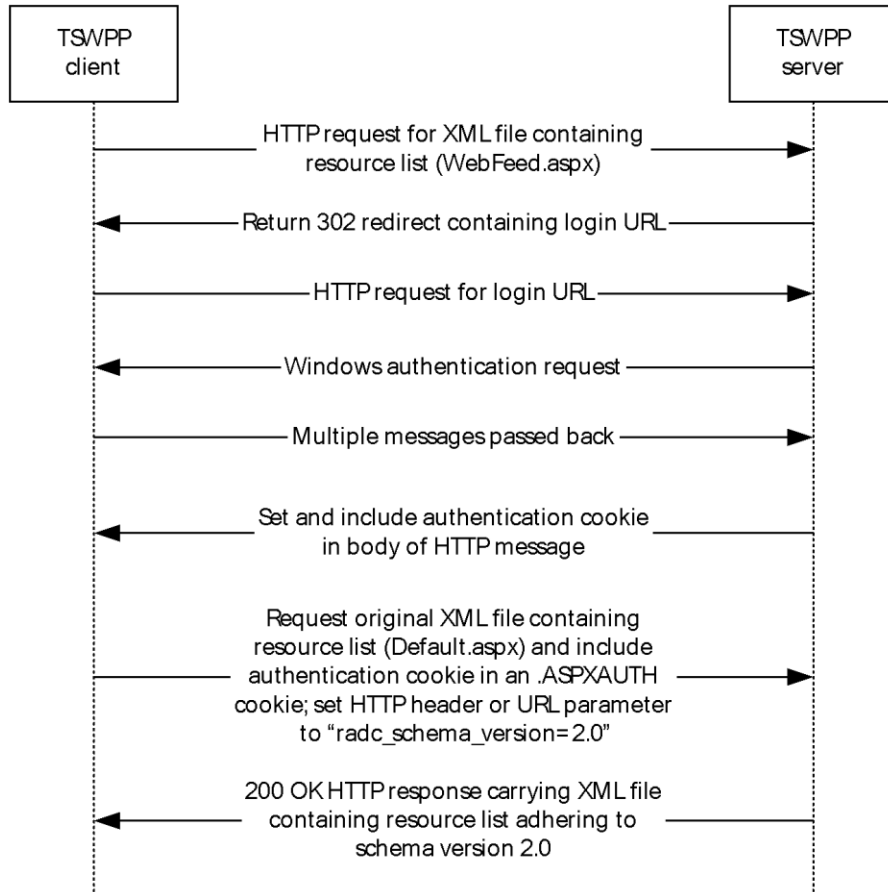 TSWPP
client
TSWPP
server
HTTP request for XML file containing
resource list (WebFeed.aspx)
Return 302 redirect containing login URL
HTTP request for login URL
Windows authentication request
Multiple messages passed back
Set and include authentication cookie
in body of HTTP message
Request original XML file containing
resource list (Default.aspx) and include
authentication cookie in an .ASPXAUTH
cookie; set HTTP header or URL parameter
to “radc_schema_version=2.0”
200 OK HTTP response carrying XML file
containing resource list adhering to
schema version 2.0